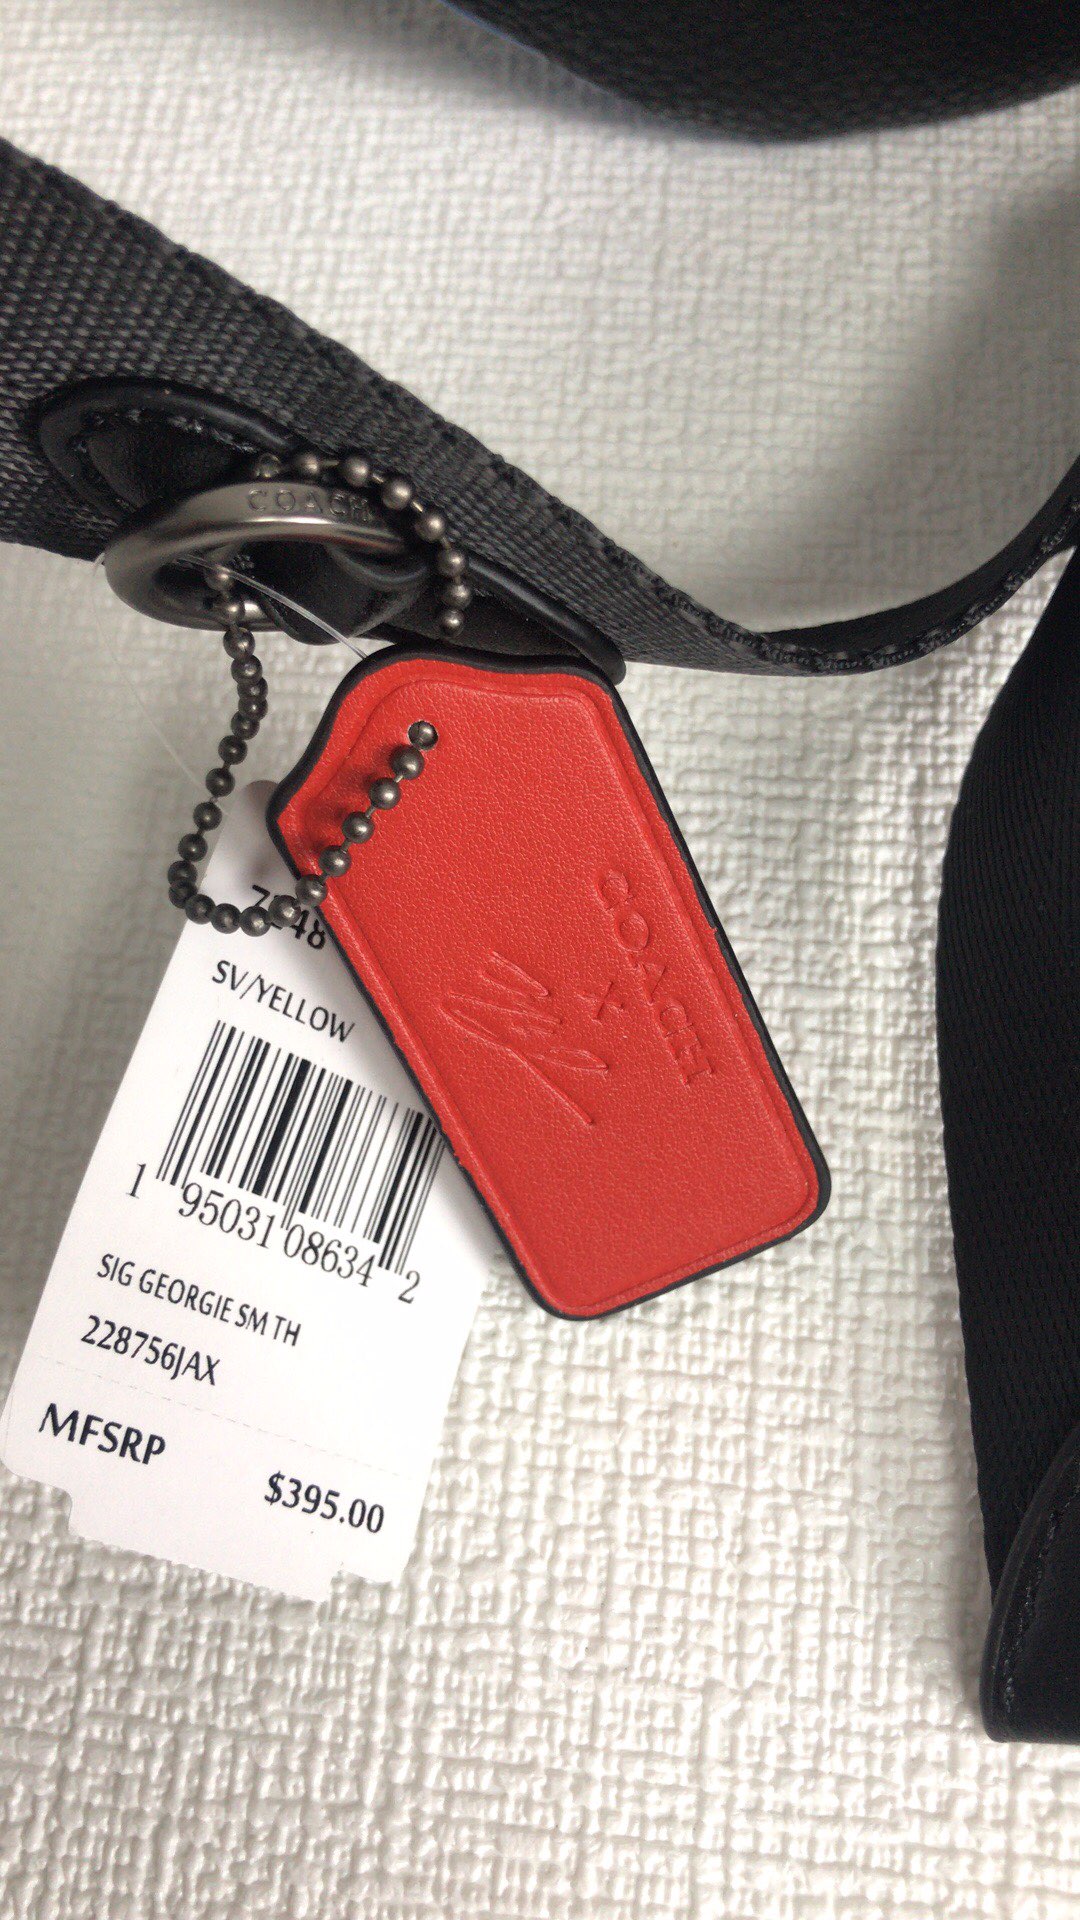 COACH
COACH
X
SV/YELLOW
1 95031 08634 2
SIG GEORGIE SM TH
228756JAX
MFSRP
$395.00